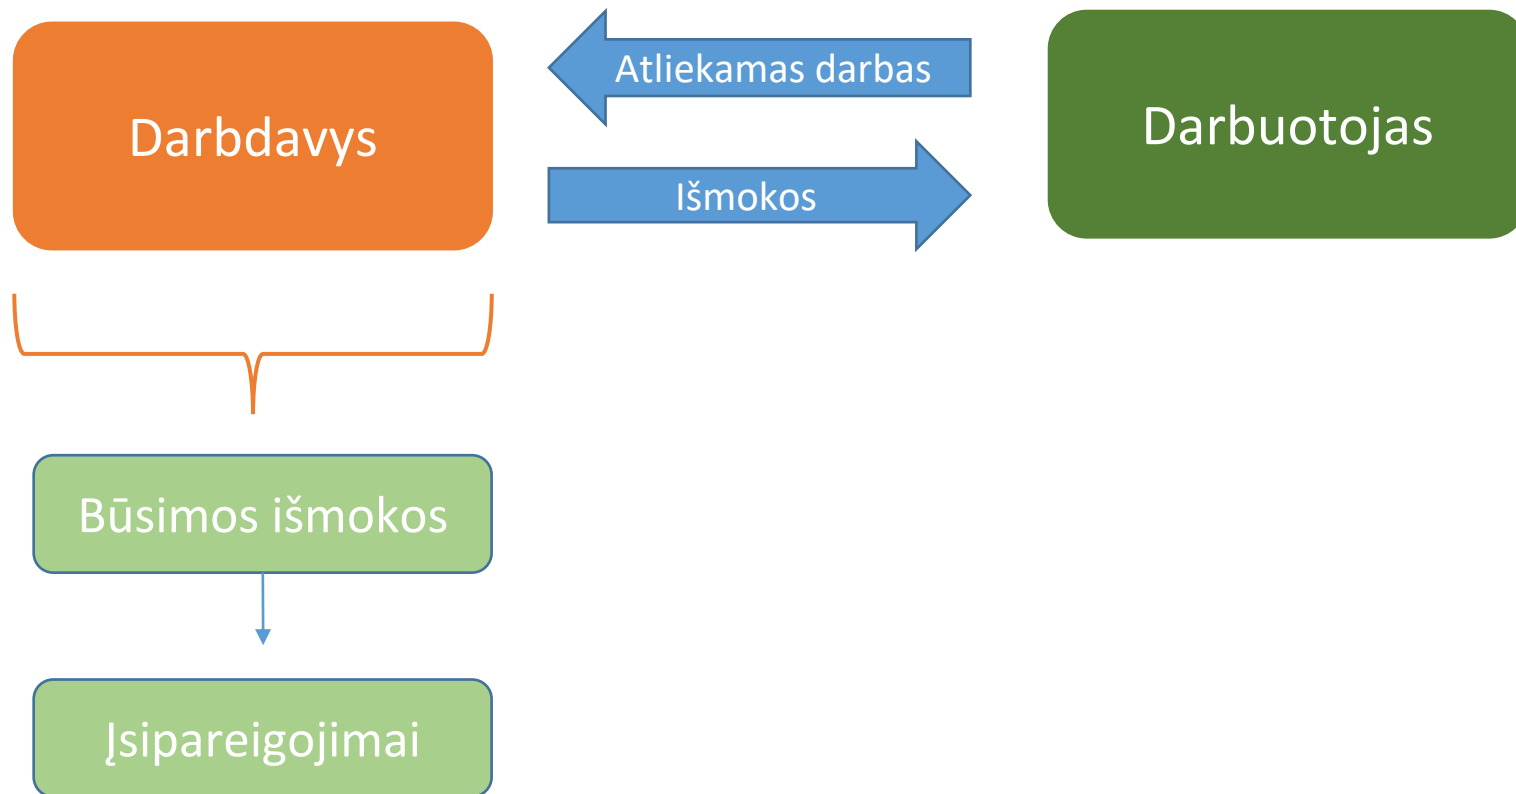 Darbdavys
Atliekamas darbas
Išmokos
Darbuotojas
Būsimos išmokos
Įsipareigojimai